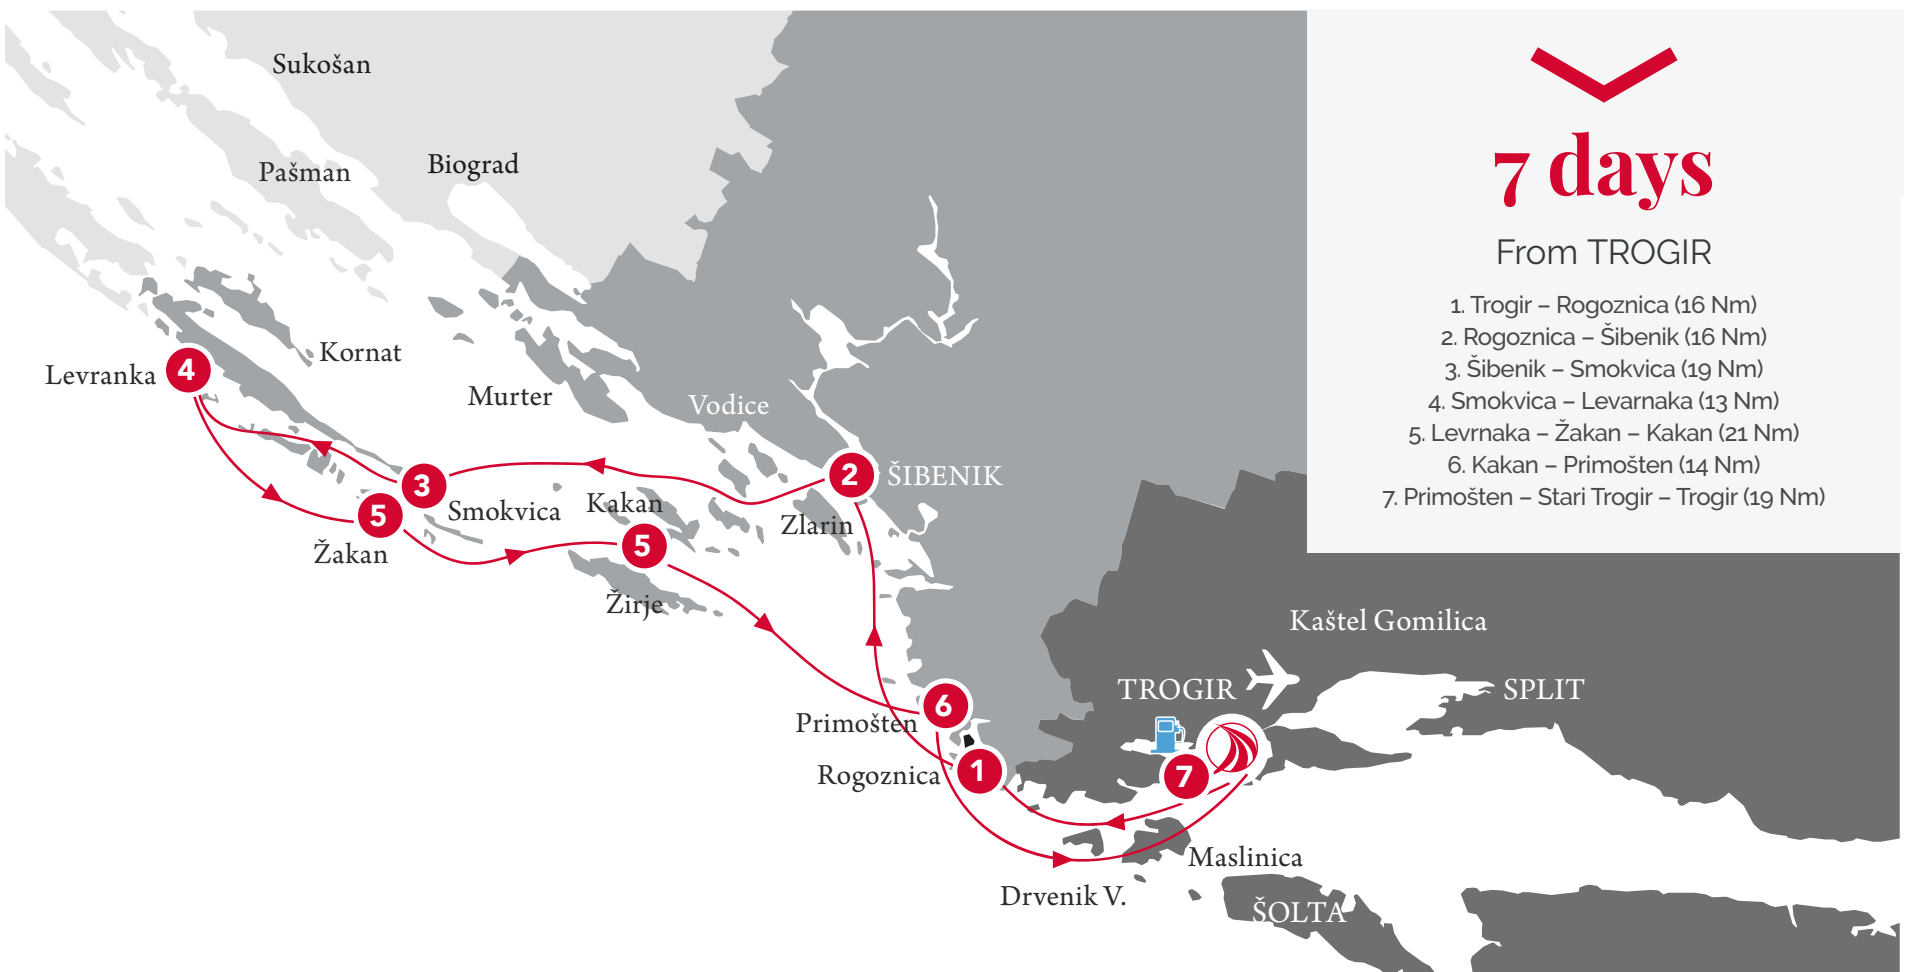 Sukošan
Pašman
Biograd
Kornat
Levranka
4
Murter
Vodice
3
Smokvica
Kakan
2
ŠIBENIK
Zlarin
5
Žakan
5
Žirje
6
Primošten
Rogoznica
1
Kaštel Gomilica
TROGIR
SPLIT
7
Maslinica
Drvenik V.
ŠOLTA
7 days
From TROGIR
1. Trogir – Rogoznica (16 Nm)
2. Rogoznica – Šibenik (16 Nm)
3. Šibenik – Smokvica (19 Nm)
4. Smokvica – Levarnaka (13 Nm)
5. Levrnaka – Žakan – Kakan (21 Nm)
6. Kakan – Primošten (14 Nm)
7. Primošten – Stari Trogir – Trogir (19 Nm)